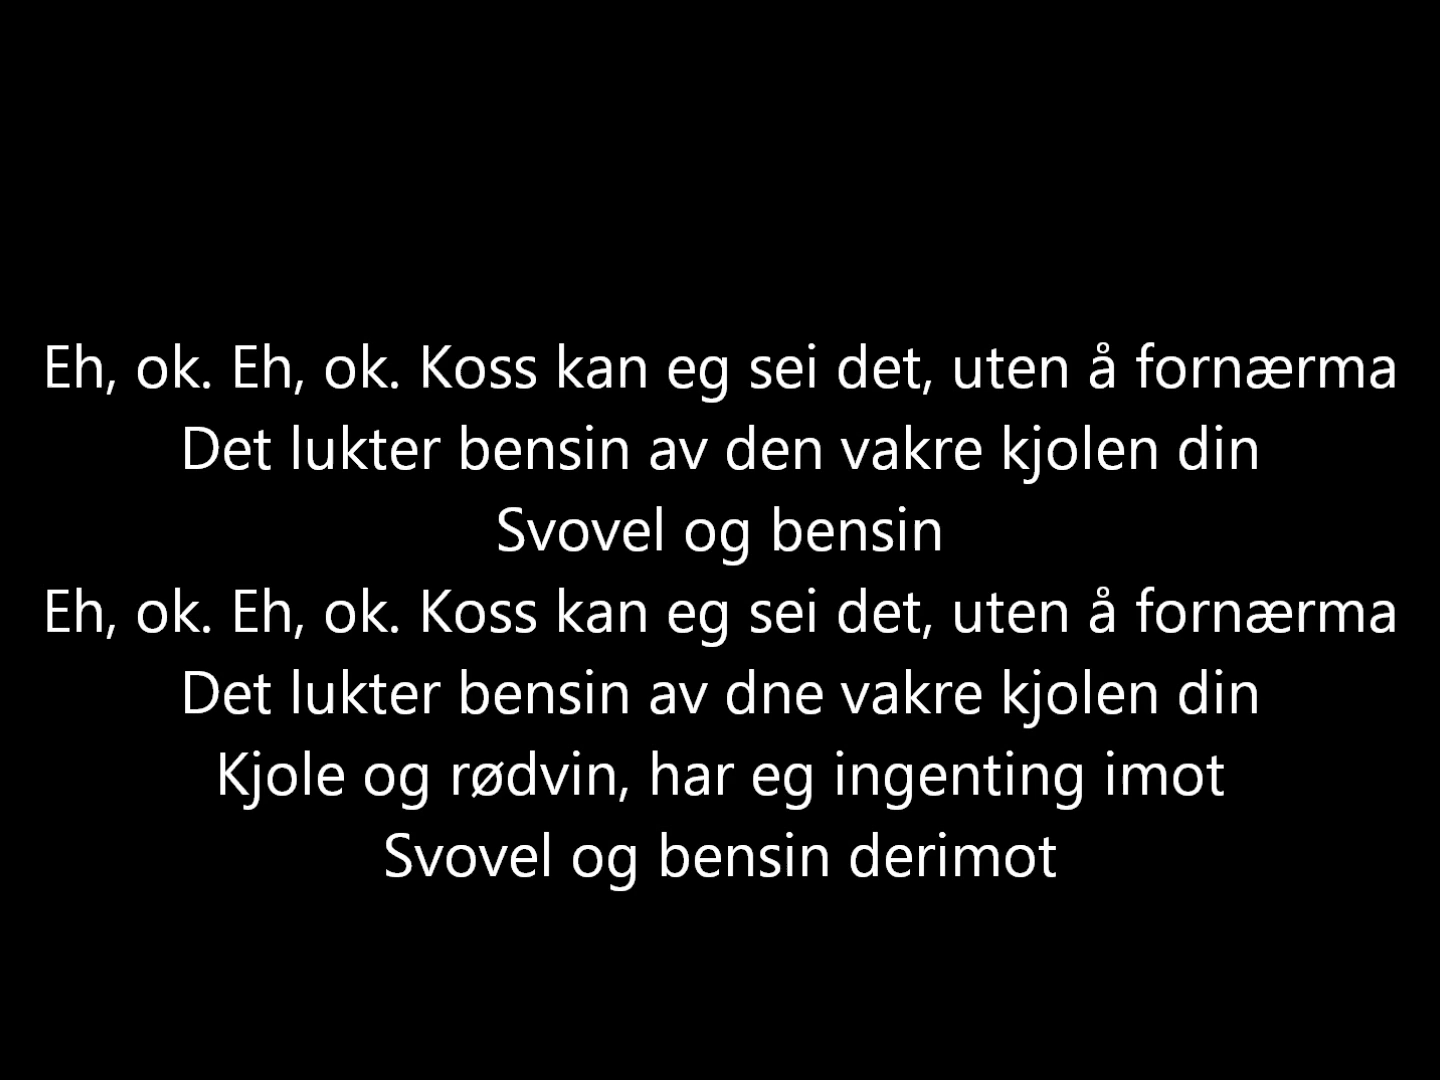 Eh, ok. Eh, ok. Koss kan eg sei det, uten å fornærma
Det lukter bensin av den vakre kjolen din
Svovel og bensin
Eh, ok. Eh, ok. Koss kan eg sei det, uten å fornærma
Det lukter bensin av dne vakre kjolen din
Kjole og rødvin, har eg ingenting imot
Svovel og bensin derimot